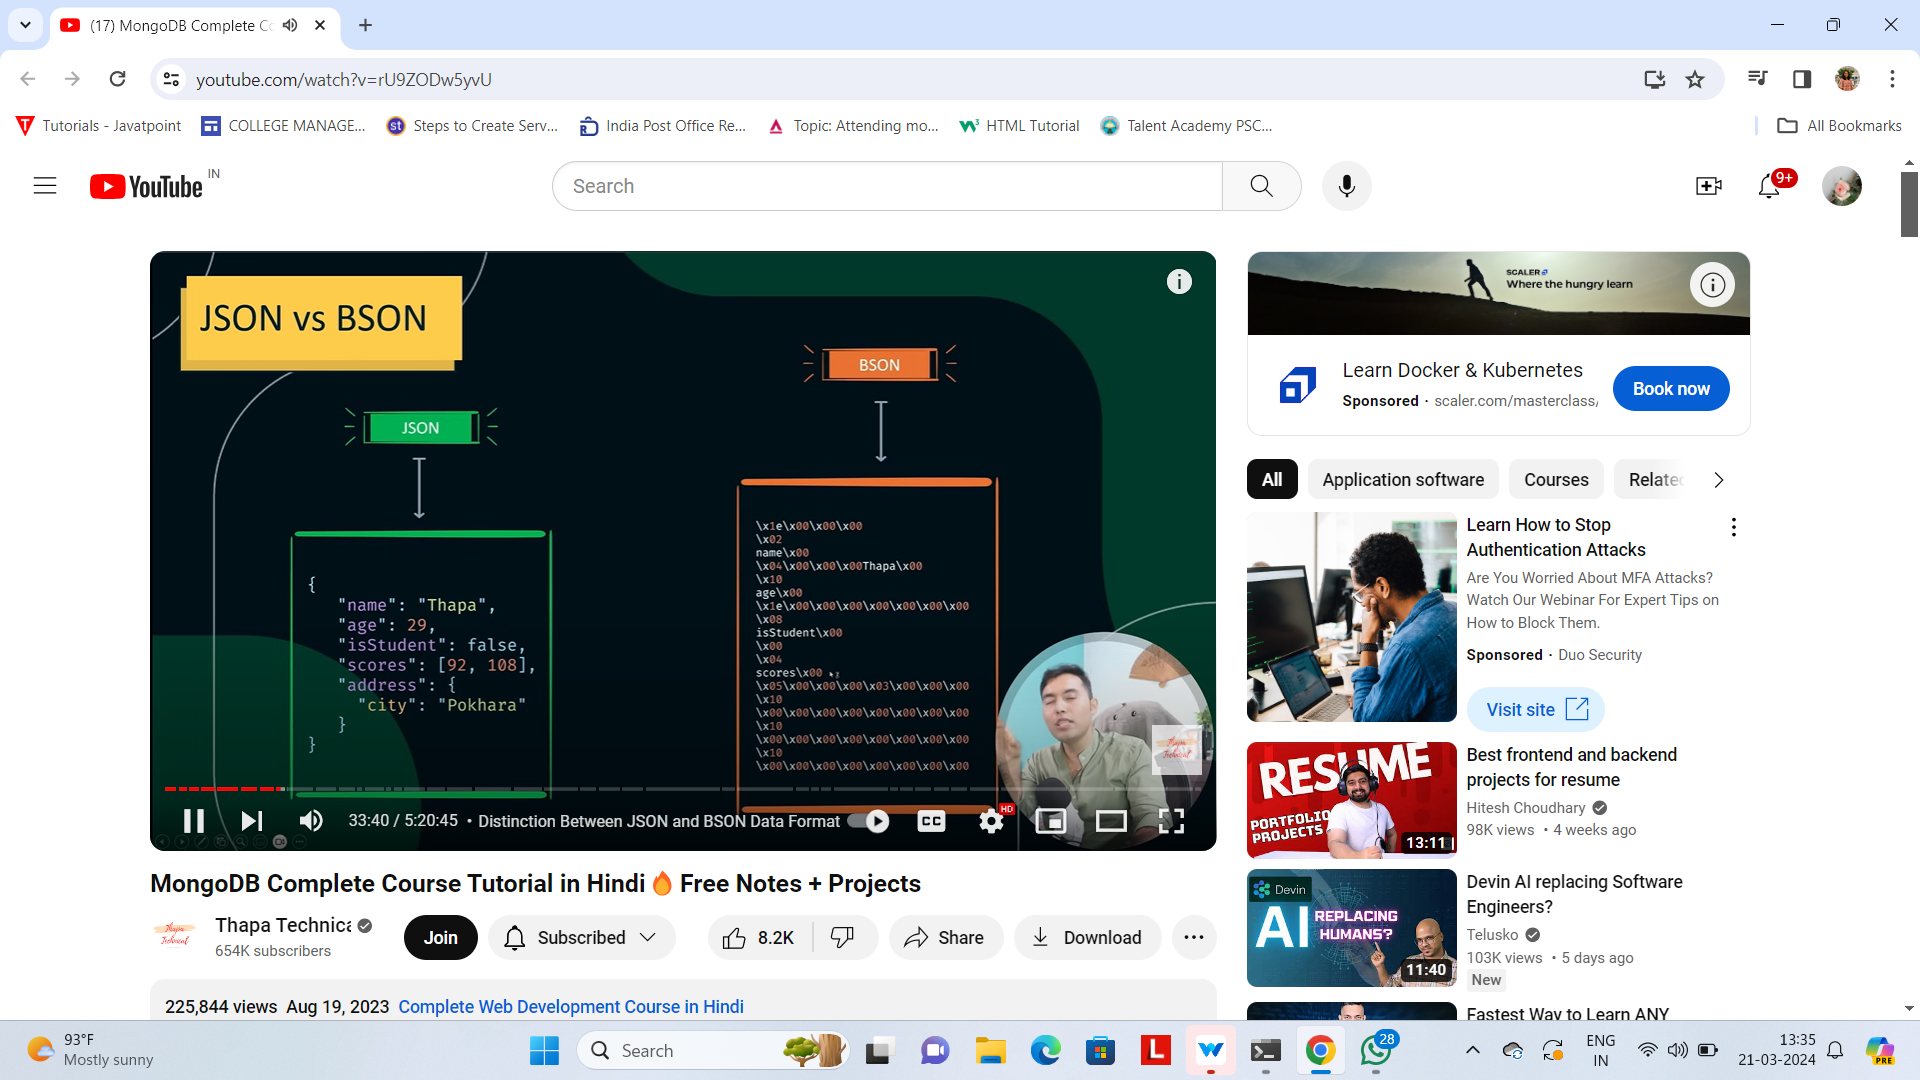 (17) MongoDB Complete Co
youtube.com/watch?v=rU9ZODw5yvU
Tutorials - Javatpoint
COLLEGE MANAGE...
Steps to Create Serv...
India Post Office Re...
Topic: Attending mo...
HTML Tutorial
Talent Academy PSC...
All Bookmarks
YouTube IN
Search
9+
JSON vs BSON
JSON
{
"name": "Thapa",
"age": 29,
"isStudent": false,
"scores": [92, 108],
"address": {
"city": "Pokhara"
}
}
BSON
\x1e\x00\x00\x00
\x02
name\x00
\x04\x00\x00\x00Thapa\x00
\x10
age\x00
\x1e\x00\x00\x00\x00\x00\x00\x00
\x08
isStudent\x00
\x00
\x04
scores\x00
\x05\x00\x00\x00\x03\x00\x00\x00
\x10
\x00\x00\x00\x00\x00\x00\x00\x00
\x10
\x00\x00\x00\x00\x00\x00\x00\x00
\x10
\x00\x00\x00\x00\x00\x00\x00\x00
Thapa
Technical
33:40 / 5:20:45 • Distinction Between JSON and BSON Data Format
CC
HD
MongoDB Complete Course Tutorial in Hindi🔥 Free Notes + Projects
Thapa
Technical
Thapa Technica
654K subscribers
Join
Subscribed
8.2K
Share
Download
225,844 views Aug 19, 2023 Complete Web Development Course in Hindi
SCALER
Where the hungry learn
Learn Docker & Kubernetes
Sponsored · scaler.com/masterclass/
Book now
All
Application software
Courses
Related
Learn How to Stop
Authentication Attacks
Are You Worried About MFA Attacks?
Watch Our Webinar For Expert Tips on
How to Block Them.
Sponsored · Duo Security
Visit site
RESUME
PORTFOLIO
PROJECTS
13:11
Best frontend and backend
projects for resume
Hitesh Choudhary
98K views • 4 weeks ago
Devin
AI REPLACING
HUMANS?
11:40
Devin AI replacing Software
Engineers?
Telusko
103K views • 5 days ago
New
Fastest Way to Learn ANY
93°F
Mostly sunny
Search
L
28
ENG
IN
13:35
21-03-2024
PRE